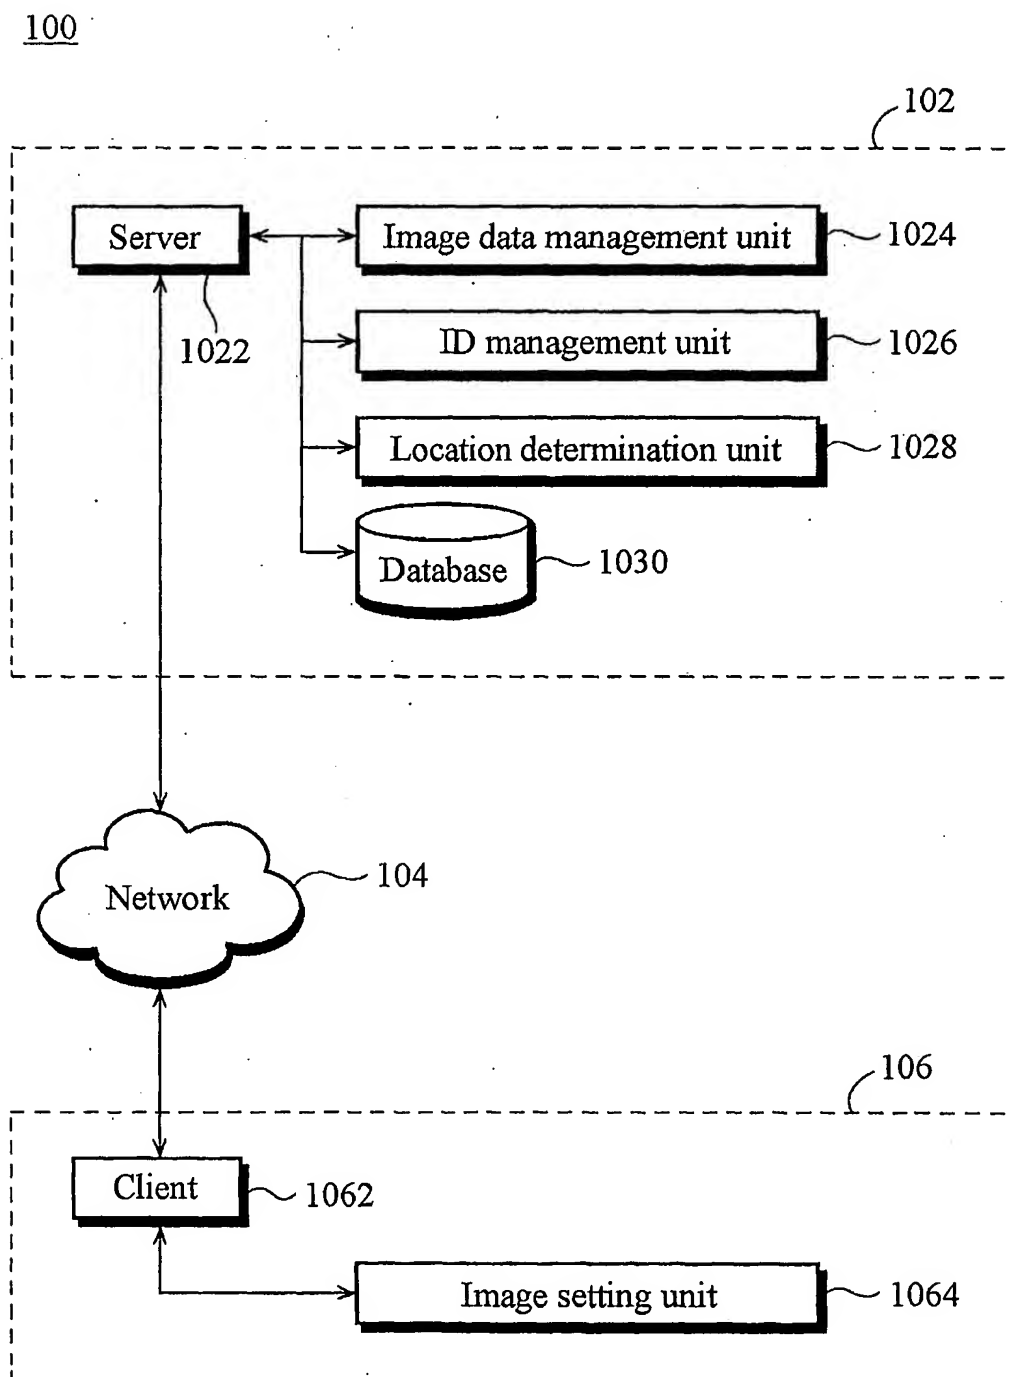 100
102
Server
Image data management unit
1024
1022
ID management unit
1026
Location determination unit
1028
Database
1030
Network
104
106
Client
1062
Image setting unit
1064